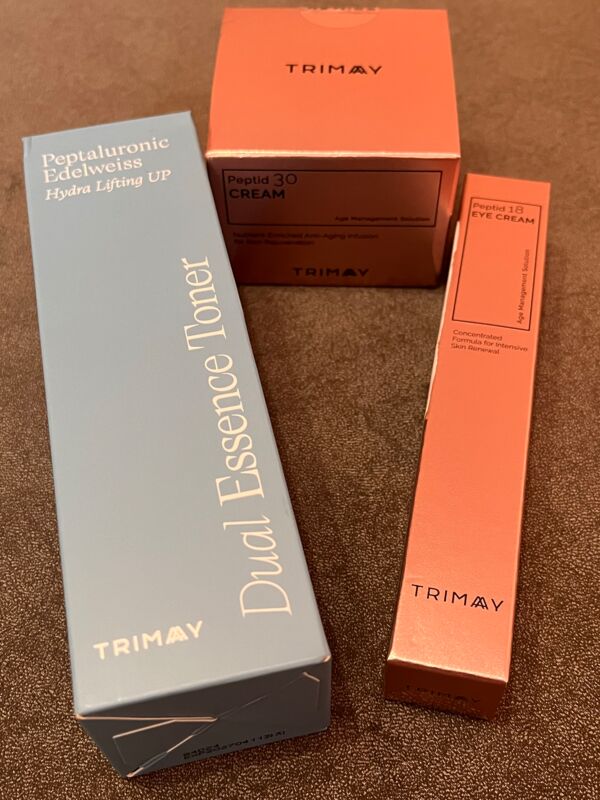 Peptaluronic
Edelweiss
Hydra Lifting UP
Dual Essence Toner
TRIMAY
TRIMAY
Peptid 30
CREAM
Age Management Solution
Nutrient-Enriched Anti-Aging Infusion
for Skin Rejuvenation
TRIMAY
Peptid 18
EYE CREAM
Age Management Solution
Concentrated
Formula for Intensive
Skin Renewal
TRIMAY
TRIMAY